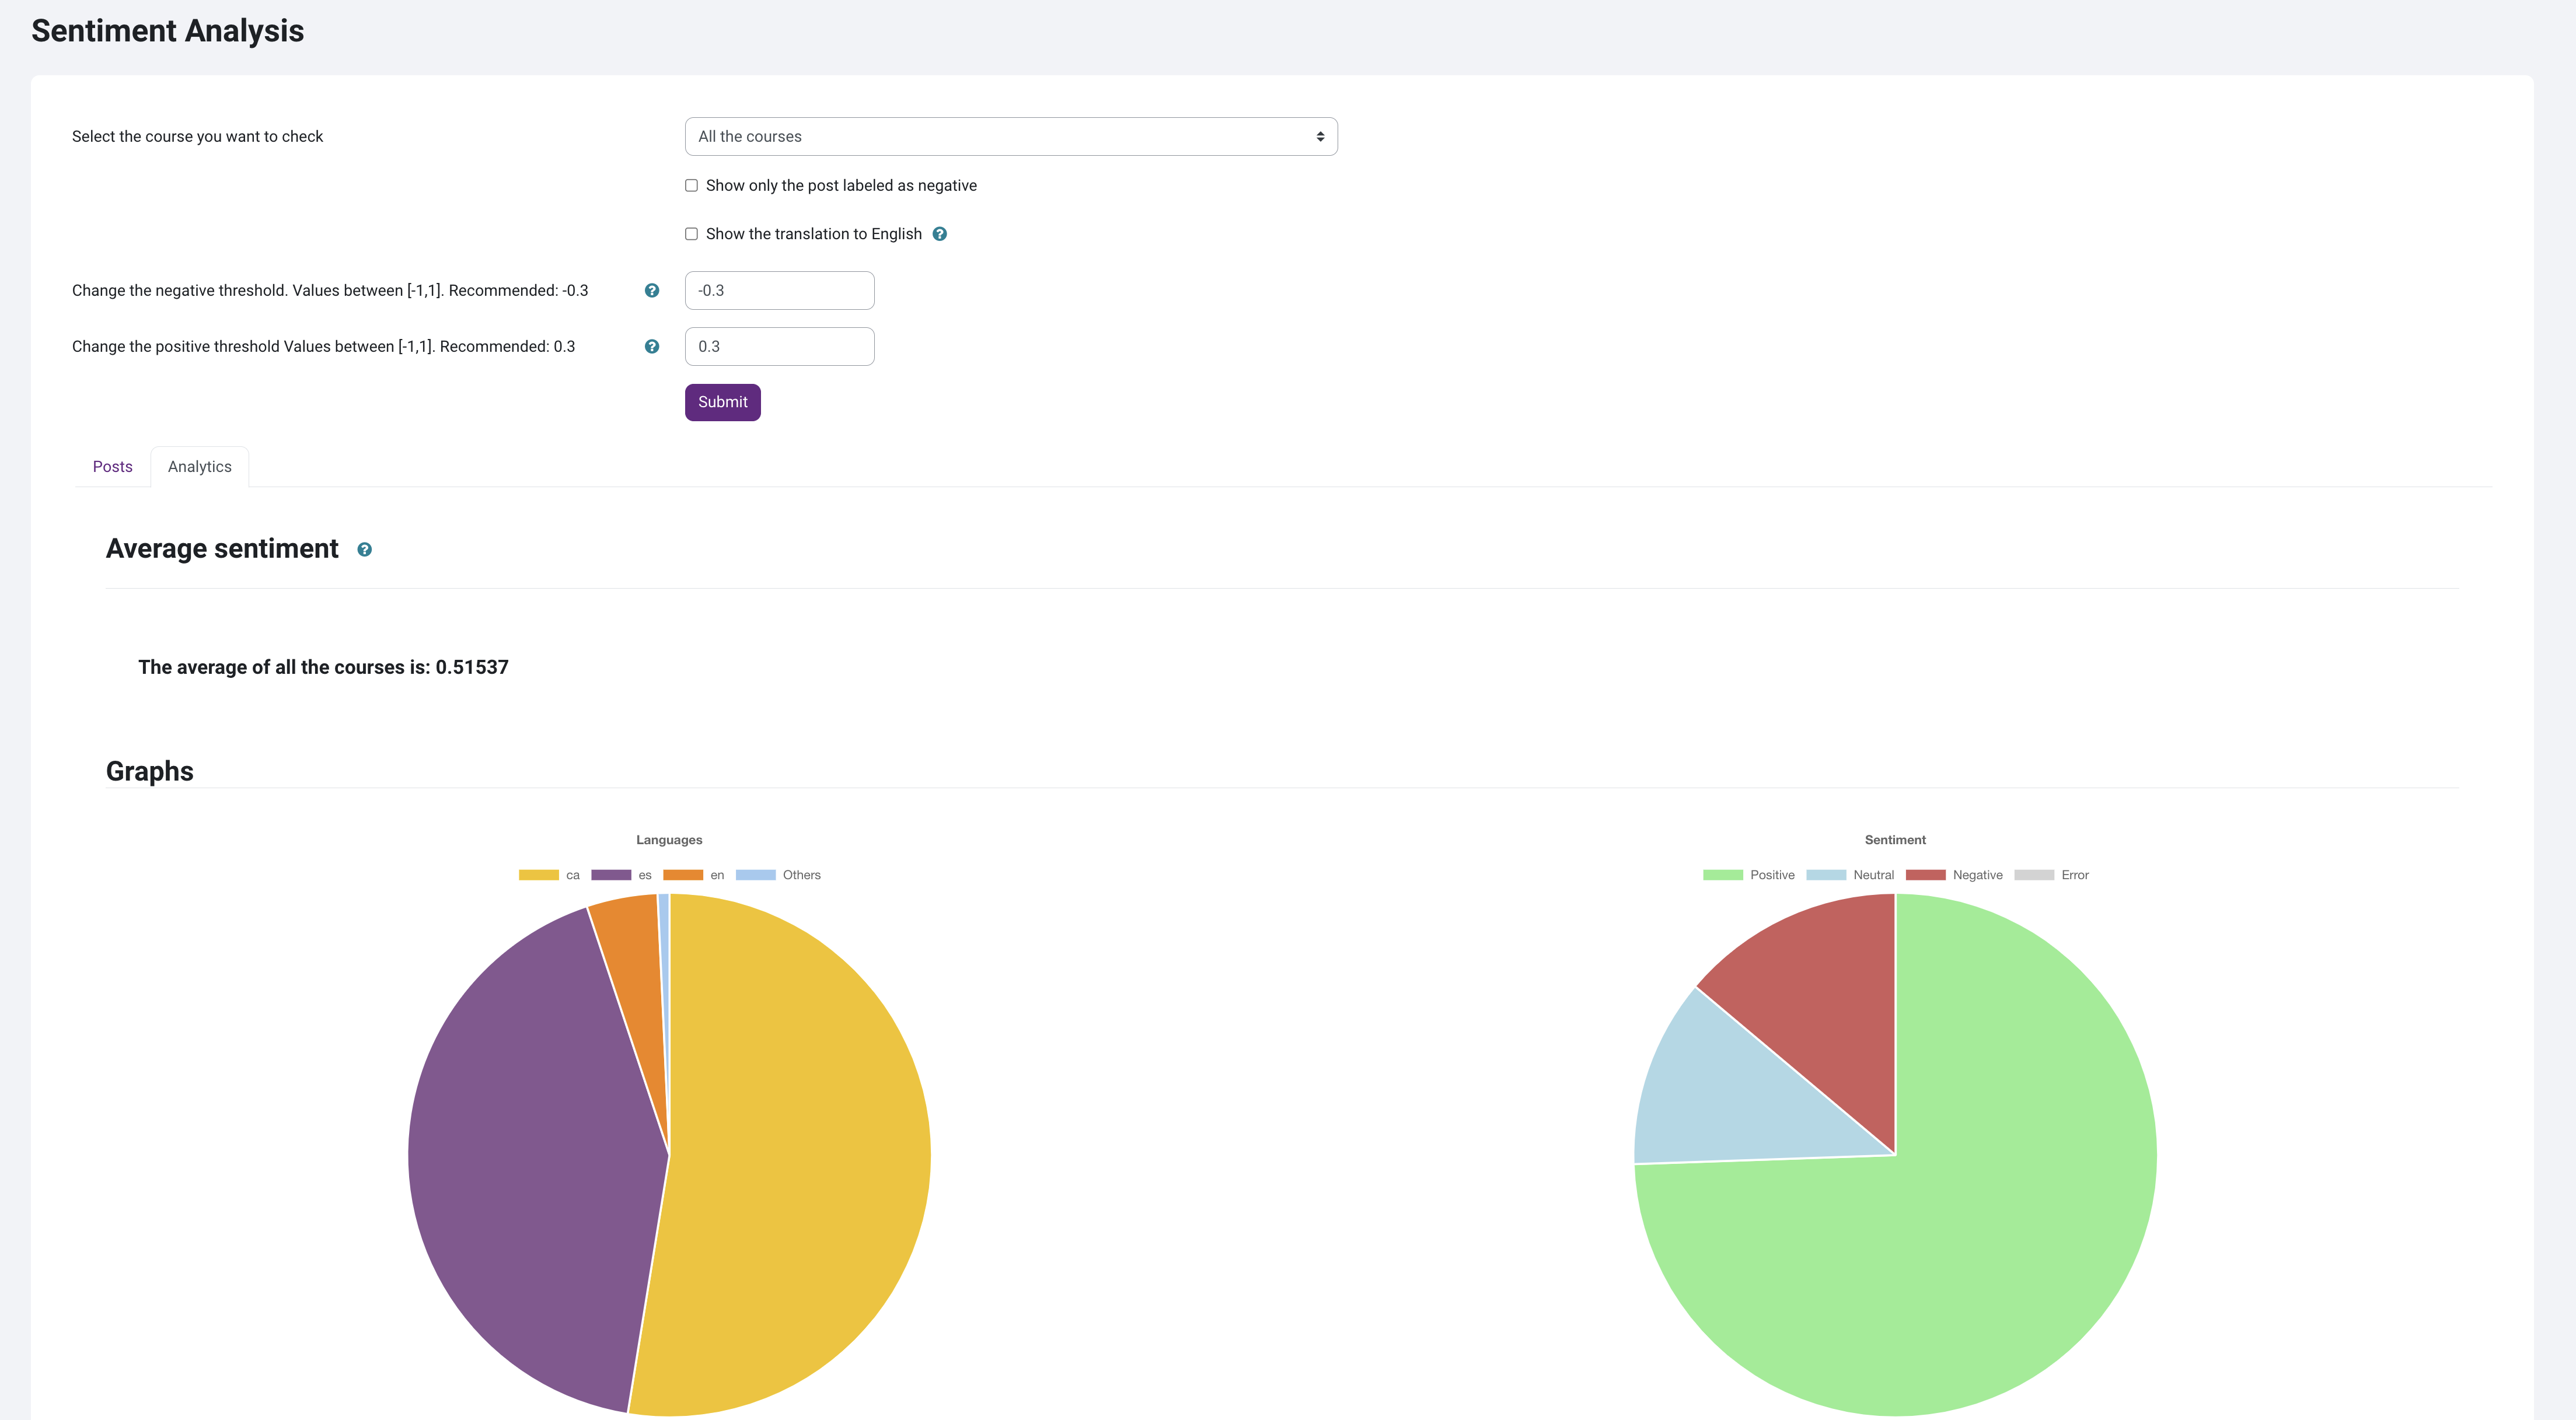 Sentiment Analysis
Select the course you want to check
All the courses
Show only the post labeled as negative
Show the translation to English
Change the negative threshold. Values between [-1,1]. Recommended: -0.3
-0.3
Change the positive threshold Values between [-1,1]. Recommended: 0.3
0.3
Submit
Posts Analytics
Average sentiment
The average of all the courses is: 0.51537
Graphs
Languages
ca es en Others
Sentiment
Positive Neutral Negative Error